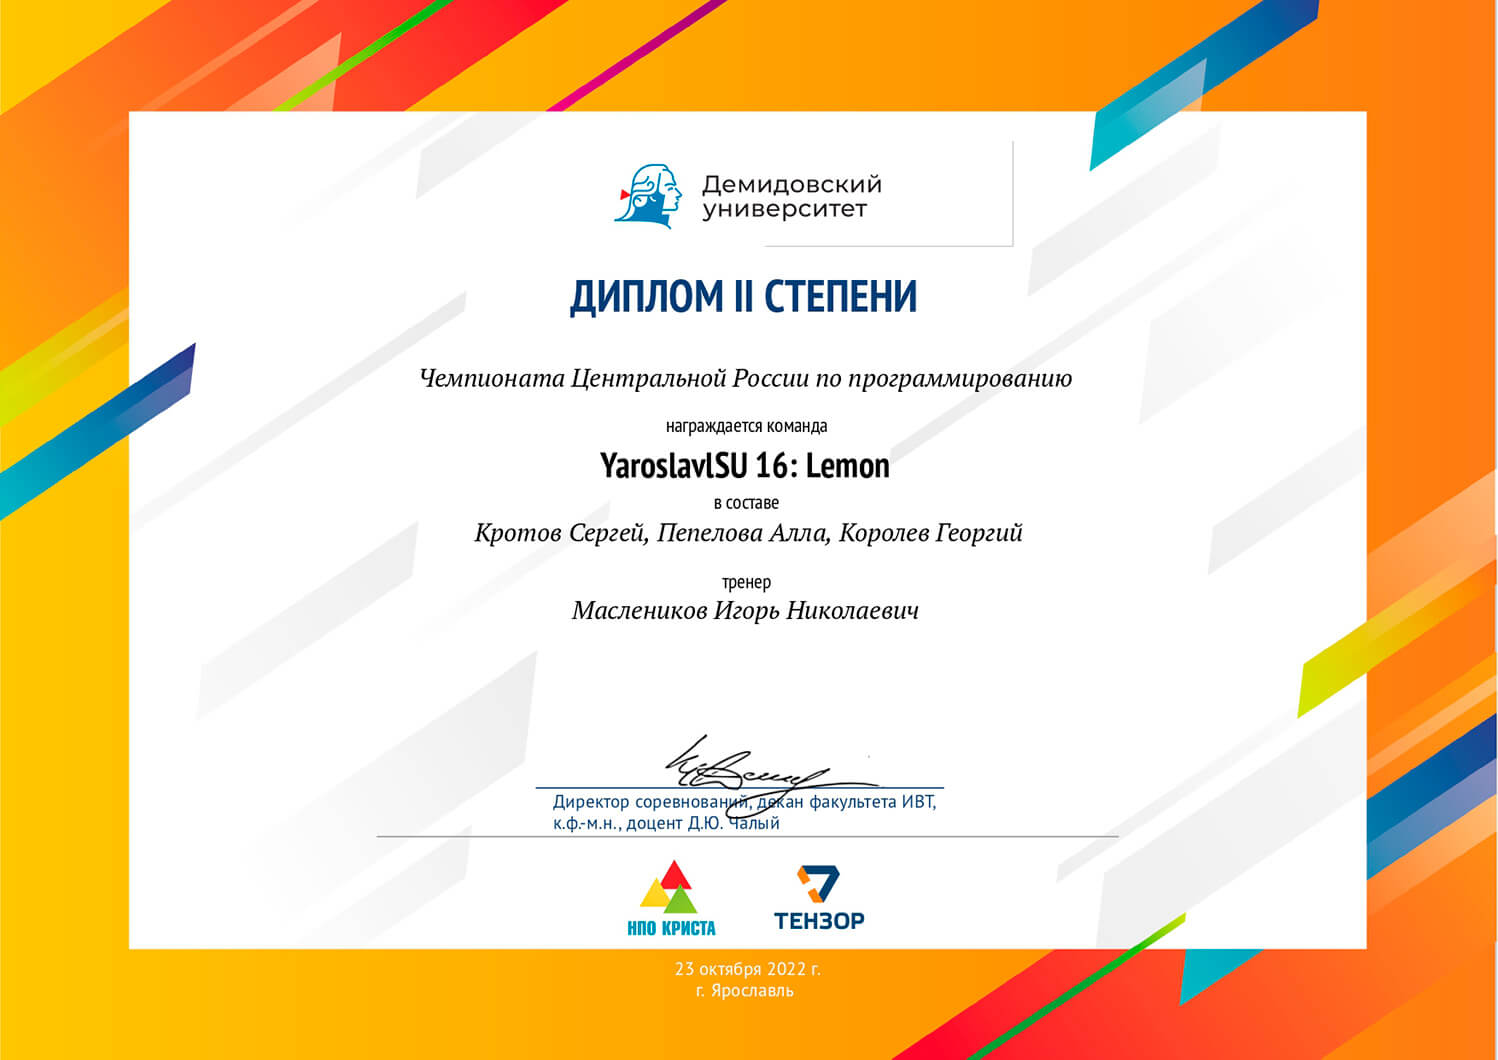 Демидовский
университет
ДИПЛОМ II СТЕПЕНИ
Чемпионата Центральной России по программированию
награждается команда
YaroslavlSU 16: Lemon
в составе
Кротов Сергей, Пепелова Алла, Королев Георгий
тренер
Маслеников Игорь Николаевич
Директор соревнований, декан факультета ИВТ,
к.ф.-м.н., доцент Д.Ю. Чалый
НПО КРИСТА
ТЕНЗОР
23 октября 2022 г.
г. Ярославль